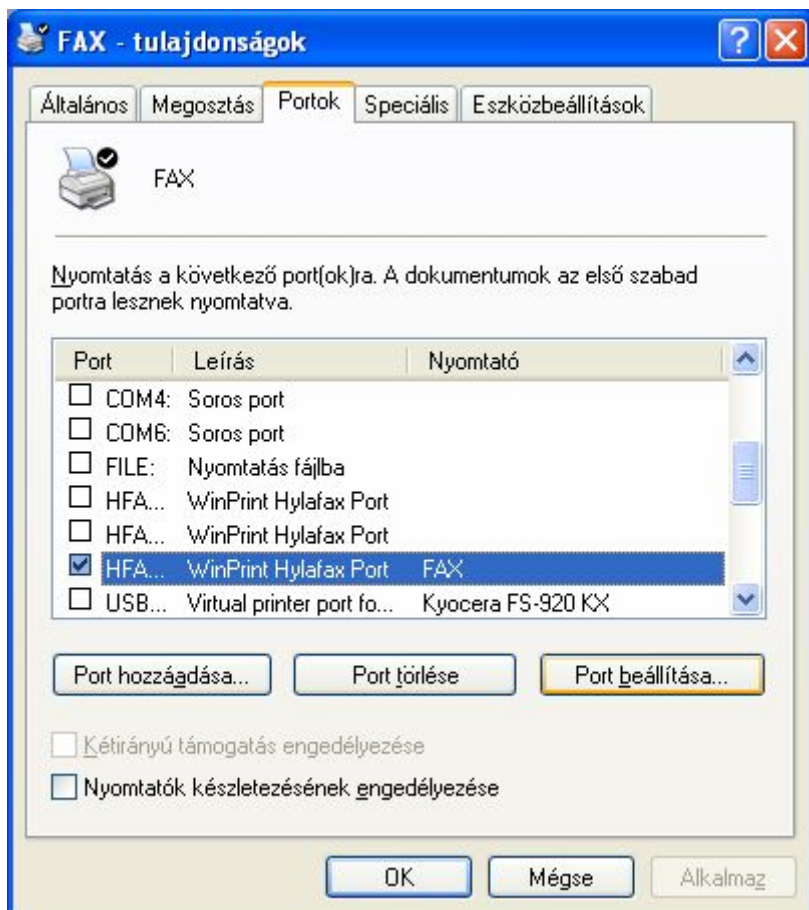 FAX - tulajdonságok
Általános Megosztás Portok Speciális Eszközbeállítások
FAX
Nyomtatás a következő port(ok)ra. A dokumentumok az első szabad
portra lesznek nyomtatva.
Port Leírás Nyomtató
COM4: Soros port
COM6: Soros port
FILE: Nyomtatás fájlba
HFA... WinPrint Hylafax Port
HFA... WinPrint Hylafax Port
HFA... WinPrint Hylafax Port FAX
USB... Virtual printer port fo... Kyocera FS-920 KX
Port hozzáadása... Port törlése Port beállítása...
Kétirányú támogatás engedélyezése
Nyomtatók készletezésének engedélyezése
OK Mégse Alkalmaz